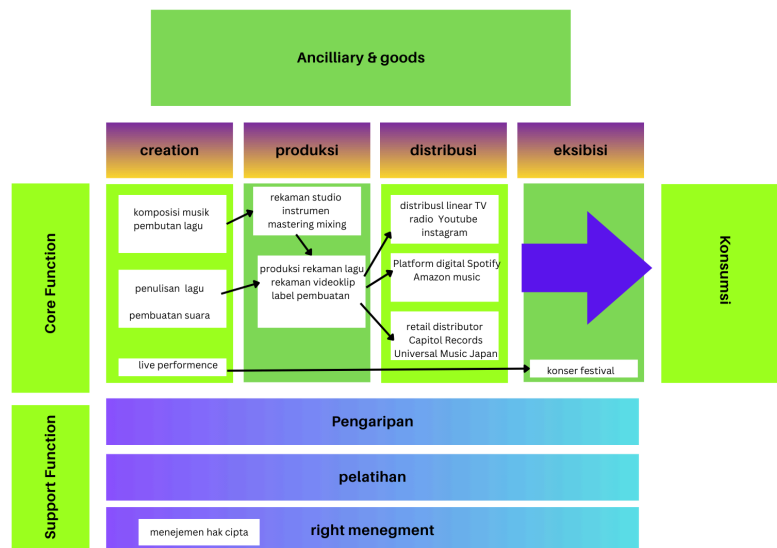 Ancilliary & goods
creation
produksi
distribusi
eksibisi
Core Function
komposisi musik
pembutan lagu
penulisan lagu
pembuatan suara
live performence
rekaman studio
instrumen
mastering mixing
produksi rekaman lagu
rekaman videoklip
label pembuatan
distribusl linear TV
radio Youtube
instagram
Platform digital Spotify
Amazon music
retail distributor
Capitol Records
Universal Music Japan
konser festival
Konsumsi
Support Function
Pengaripan
pelatihan
menejemen hak cipta
right menegment